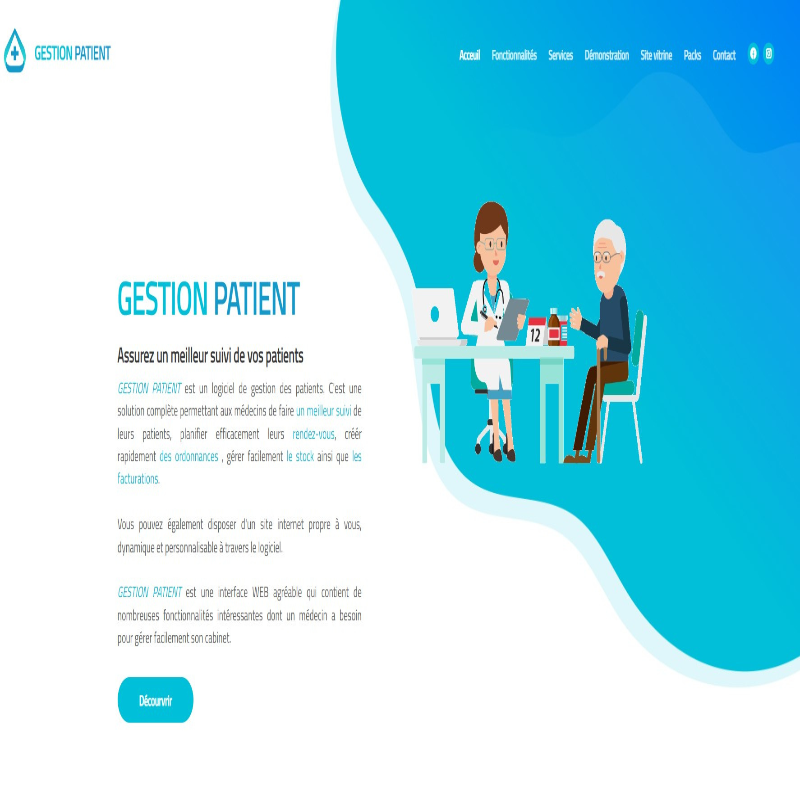 GESTION PATIENT
Acceuil Fonctionnalités Services Démonstration Site vitrine Packs Contact
GESTION PATIENT
Assurez un meilleur suivi de vos patients
GESTION PATIENT est un logiciel de gestion des patients. C'est une
solution complète permettant aux médecins de faire un meilleur suivi de
leurs patients, planifier efficacement leurs rendez-vous, créér
rapidement des ordonnances , gérer facilement le stock ainsi que les
facturations.
Vous pouvez également disposer d'un site internet propre à vous,
dynamique et personnalisable à travers le logiciel.
GESTION PATIENT est une interface WEB agréable qui contient de
nombreuses fonctionnalités intéressantes dont un médecin a besoin
pour gérer facilement son cabinet.
Découvrvrir
12